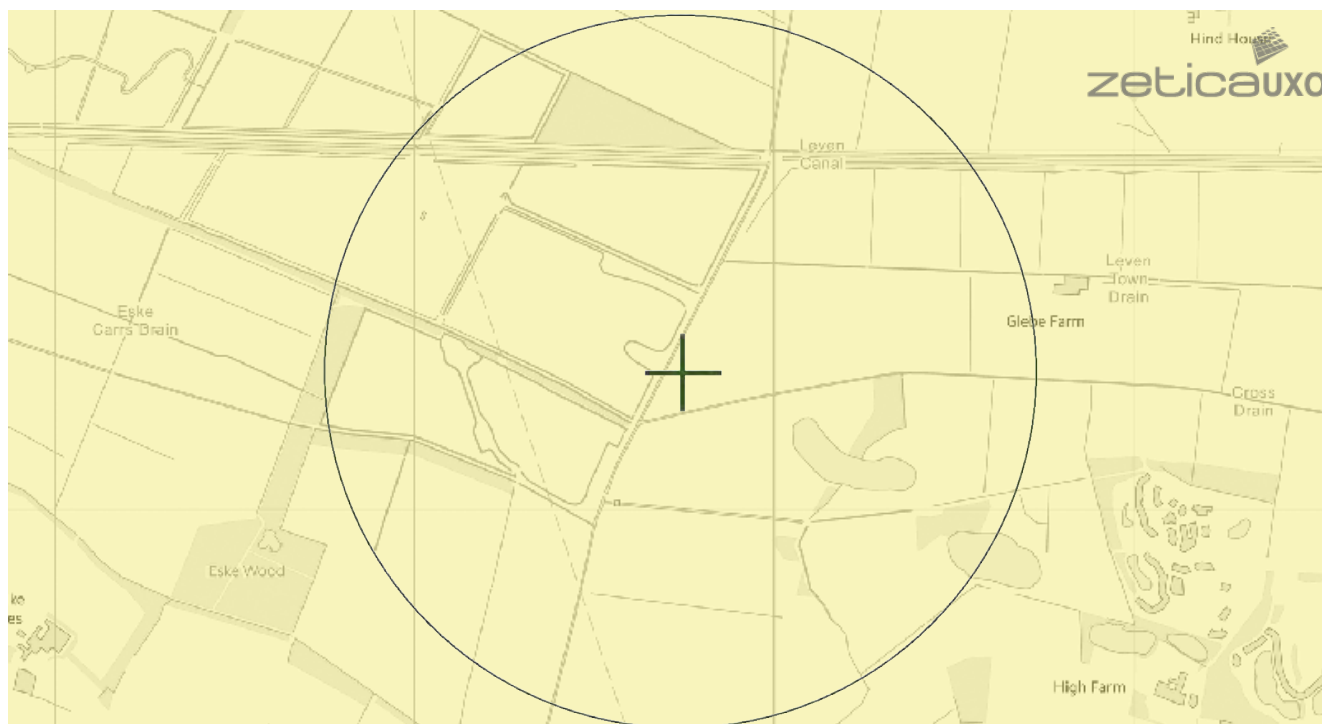 Hind House
zeticauxo
Leven
Canal
Leven
Town
Drain
Eske
Carrs Drain
Glebe Farm
Cross
Drain
Eske Wood
High Farm